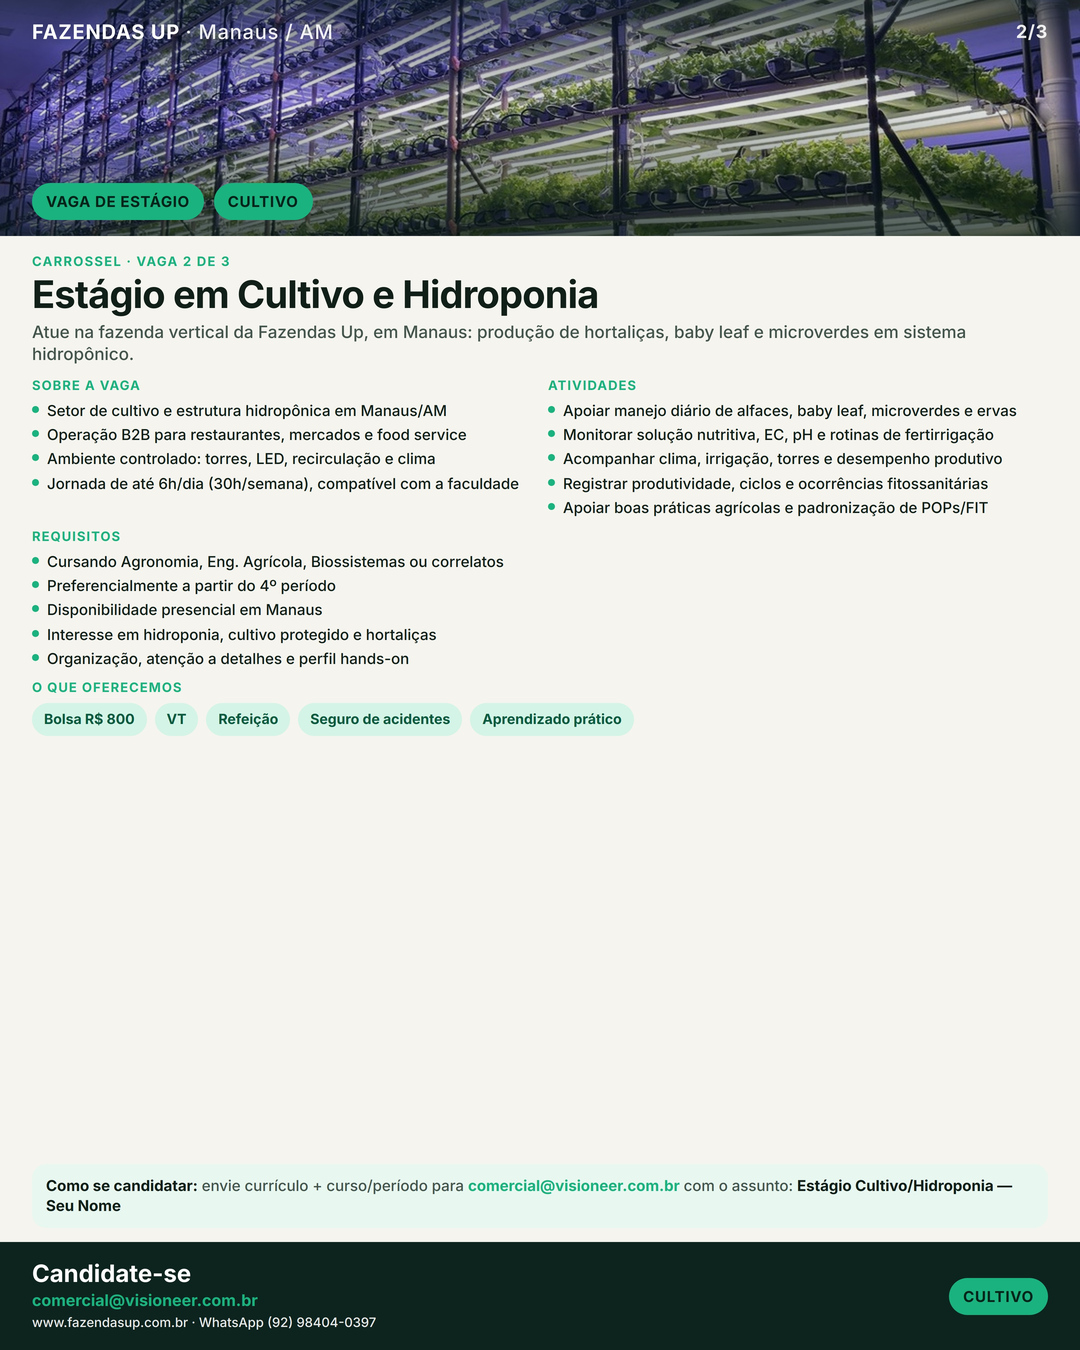 FAZENDAS UP · Manaus / AM
2/3
VAGA DE ESTÁGIO
CULTIVO
CARROSSEL · VAGA 2 DE 3
Estágio em Cultivo e Hidroponia
Atue na fazenda vertical da Fazendas Up, em Manaus: produção de hortaliças, baby leaf e microverdes em sistema
hidropônico.
SOBRE A VAGA
Setor de cultivo e estrutura hidropônica em Manaus/AM
Operação B2B para restaurantes, mercados e food service
Ambiente controlado: torres, LED, recirculação e clima
Jornada de até 6h/dia (30h/semana), compatível com a faculdade
ATIVIDADES
Apoiar manejo diário de alfaces, baby leaf, microverdes e ervas
Monitorar solução nutritiva, EC, pH e rotinas de fertirrigação
Acompanhar clima, irrigação, torres e desempenho produtivo
Registrar produtividade, ciclos e ocorrências fitossanitárias
Apoiar boas práticas agrícolas e padronização de POPs/FIT
REQUISITOS
Cursando Agronomia, Eng. Agrícola, Biossistemas ou correlatos
Preferencialmente a partir do 4º período
Disponibilidade presencial em Manaus
Interesse em hidroponia, cultivo protegido e hortaliças
Organização, atenção a detalhes e perfil hands-on
O QUE OFERECEMOS
Bolsa R$ 800
VT
Refeição
Seguro de acidentes
Aprendizado prático
Como se candidatar: envie currículo + curso/período para comercial@visioneer.com.br com o assunto: Estágio Cultivo/Hidroponia —
Seu Nome
Candidate-se
comercial@visioneer.com.br
www.fazendasup.com.br · WhatsApp (92) 98404-0397
CULTIVO